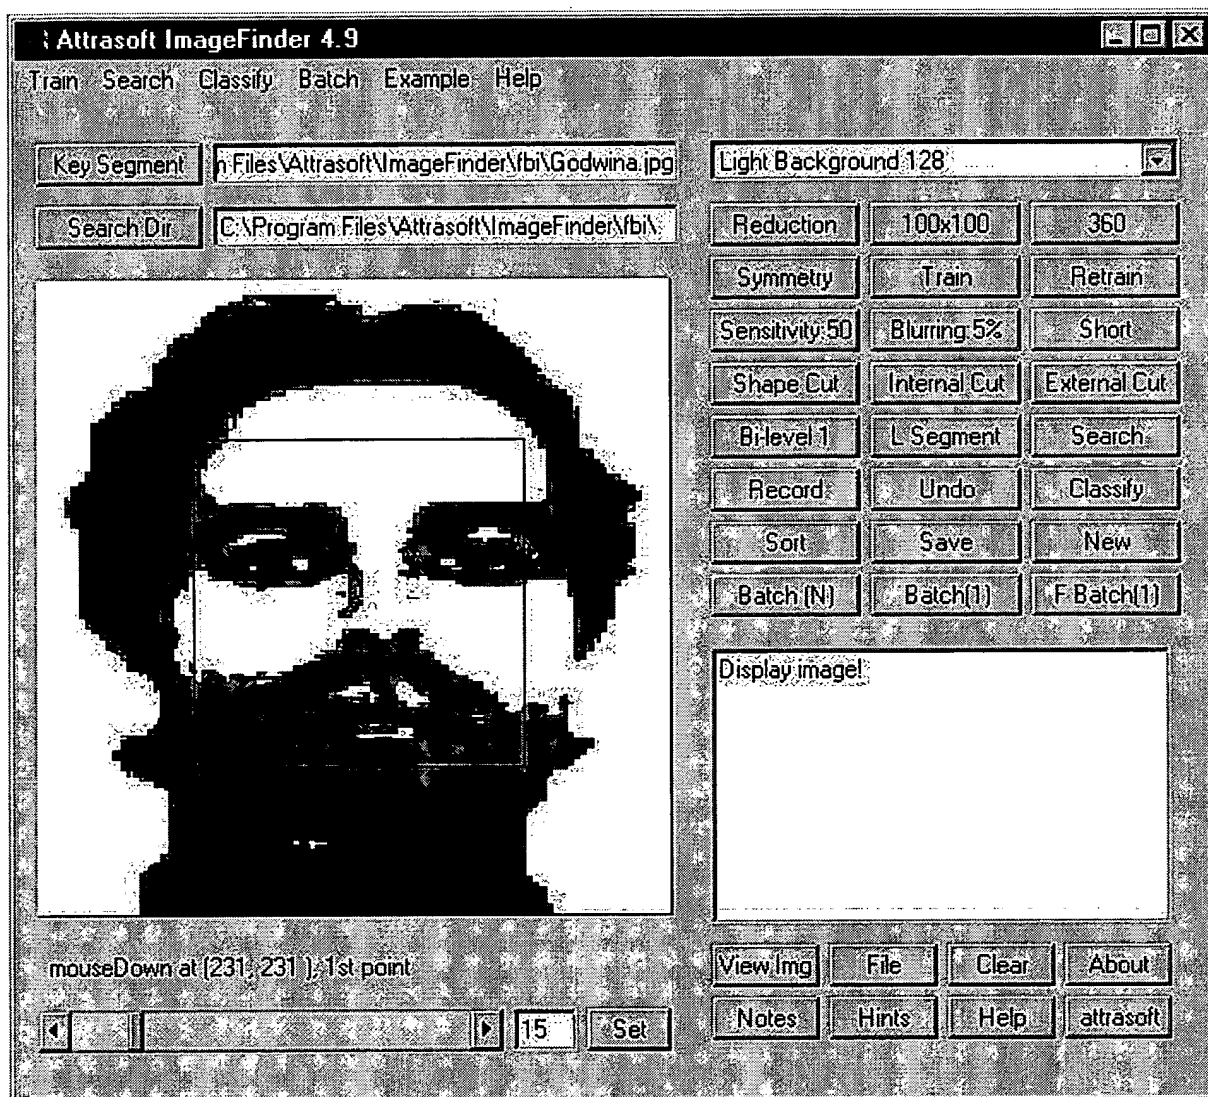 Attrasoft ImageFinder 4.9
Train Search Classify Batch Example Help
Key Segment n Files\Attrasoft\ImageFinder\fbi\Godwina.jpg
Light Background 128
Search Dir C:\Program Files\Attrasoft\ImageFinder\fbi\.
Reduction 100x100 360
Symmetry Train Retrain
Sensitivity:50 Blurring:5% Short
Shape Cut Internal Cut External Cut
Bi-level 1 L Segment Search
Record Undo Classify
Sort Save New
Batch (N) Batch(1) F Batch(1)
Display image!
mouseDown at (231, 231 ), 1st point
15 Set
View Img File Clear About
Notes Hints Help attrasoft